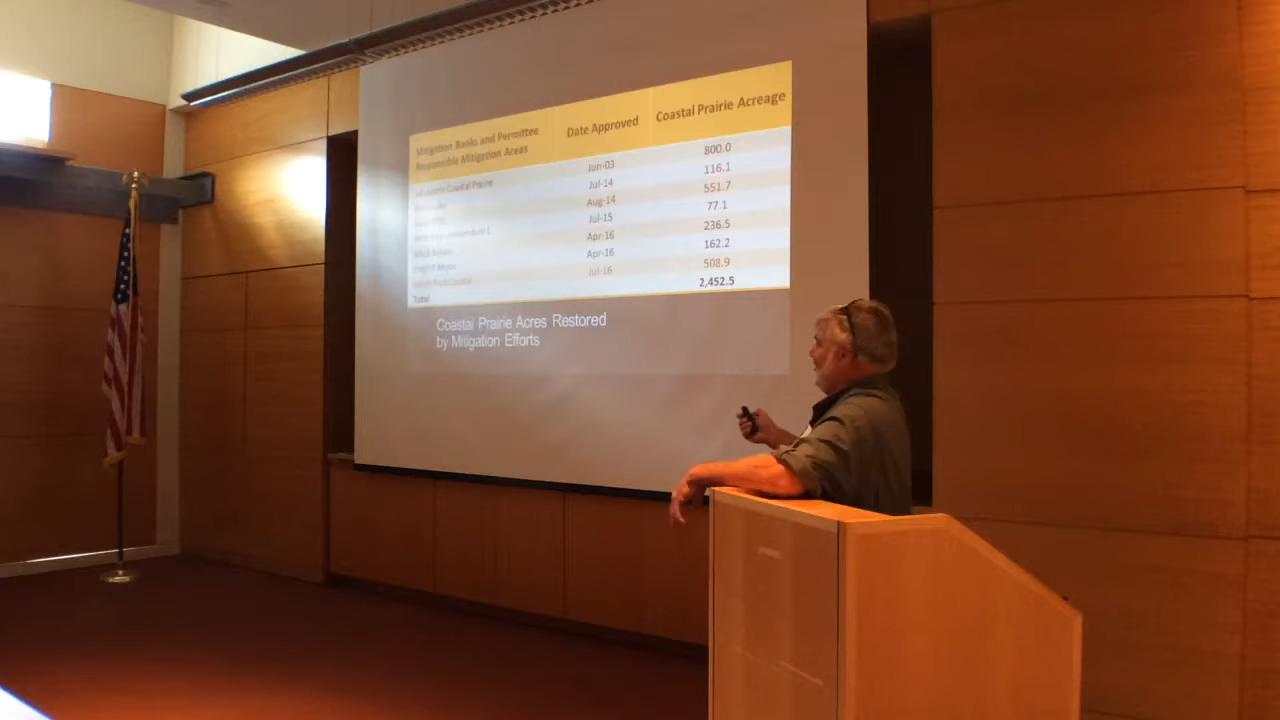 Mitigation Banks and Permittee Responsible Mitigation Areas Date Approved Coastal Prairie Acreage
Coastal Prairie Jun-03 800.0
Jul-14 116.1
Aug-14 551.7
Jul-15 77.1
Apr-16 236.5
Apr-16 162.2
Jul-16 508.9
Total 2,452.5
Coastal Prairie Acres Restored
by Mitigation Efforts